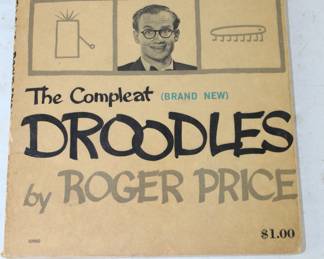 The Compleat (BRAND NEW)
DROODLES
by ROGER PRICE
$1.00